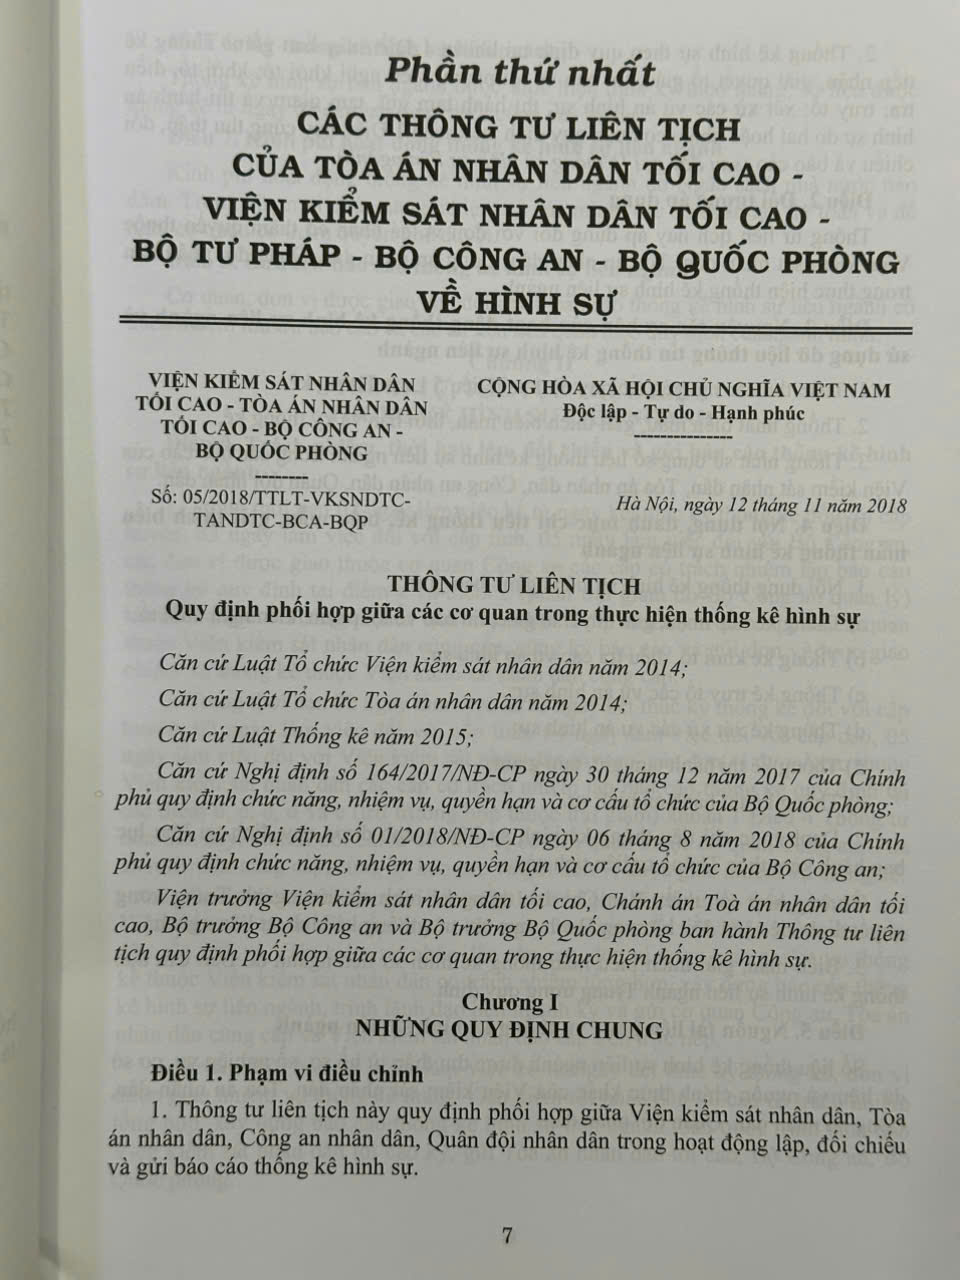 Phần thứ nhất
CÁC THÔNG TƯ LIÊN TỊCH
CỦA TÒA ÁN NHÂN DÂN TỐI CAO -
VIỆN KIỂM SÁT NHÂN DÂN TỐI CAO -
BỘ TƯ PHÁP - BỘ CÔNG AN - BỘ QUỐC PHÒNG
VỀ HÌNH SỰ
VIỆN KIỂM SÁT NHÂN DÂN
TỐI CAO - TÒA ÁN NHÂN DÂN
TỐI CAO - BỘ CÔNG AN -
BỘ QUỐC PHÒNG
--------
Số: 05/2018/TTLT-VKSNDTC-
TANDTC-BCA-BQP
CỘNG HÒA XÃ HỘI CHỦ NGHĨA VIỆT NAM
Độc lập - Tự do - Hạnh phúc
---------------
Hà Nội, ngày 12 tháng 11 năm 2018
THÔNG TƯ LIÊN TỊCH
Quy định phối hợp giữa các cơ quan trong thực hiện thống kê hình sự
Căn cứ Luật Tổ chức Viện kiểm sát nhân dân năm 2014;
Căn cứ Luật Tổ chức Tòa án nhân dân năm 2014;
Căn cứ Luật Thống kê năm 2015;
Căn cứ Nghị định số 164/2017/NĐ-CP ngày 30 tháng 12 năm 2017 của Chính
phủ quy định chức năng, nhiệm vụ, quyền hạn và cơ cấu tổ chức của Bộ Quốc phòng;
Căn cứ Nghị định số 01/2018/NĐ-CP ngày 06 tháng 8 năm 2018 của Chính
phủ quy định chức năng, nhiệm vụ, quyền hạn và cơ cấu tổ chức của Bộ Công an;
Viện trưởng Viện kiểm sát nhân dân tối cao, Chánh án Toà án nhân dân tối
cao, Bộ trưởng Bộ Công an và Bộ trưởng Bộ Quốc phòng ban hành Thông tư liên
tịch quy định phối hợp giữa các cơ quan trong thực hiện thống kê hình sự.
Chương I
NHỮNG QUY ĐỊNH CHUNG
Điều 1. Phạm vi điều chỉnh
1. Thông tư liên tịch này quy định phối hợp giữa Viện kiểm sát nhân dân, Tòa
án nhân dân, Công an nhân dân, Quân đội nhân dân trong hoạt động lập, đối chiếu
và gửi báo cáo thống kê hình sự.
7